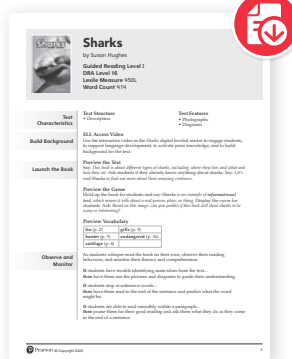 Sharks
Sharks
by Susan Hughes
Guided Reading Level I
DRA Level 16
Lexile Measure 450L
Word Count 414
Text
Characteristics
Text Structure
• Description
Text Features
• Photographs
• Diagrams
Build Background
ELL Access Video
Use the interactive video in the Sharks digital leveled reader to engage students,
to support language development, to activate prior knowledge, and to build
background for the text.
Launch the Book
Preview the Text
Say: This book is about different types of sharks, including where they live, and what and
how they eat. Ask students if they already know anything about sharks. Say: Let's
read Sharks to find out more about these amazing creatures.
Preview the Genre
Hold up the book for students and say: Sharks is an example of informational
text, which means it tells about a real person, place, or thing. Display the cover for
students. Ask: Based on this image, can you predict if this book will show sharks to be
scary or interesting?
Preview Vocabulary
fin (p. 2) gills (p. 9)
hunter (p. 5) endangered (p. 16)
cartilage (p. 6)
Observe and
Monitor
As students whisper-read the book on their own, observe their reading
behaviors, and monitor their fluency and comprehension.
If students have trouble identifying main ideas from the text…
then have them use the pictures and diagrams to guide their understanding.
If students stop at unknown words…
then have them read to the end of the sentence and predict what the word
might be.
If students are able to read smoothly within a paragraph…
then praise them for their good reading and ask them what they do as they come
to the end of a sentence.
Pearson © Copyright 2020
1